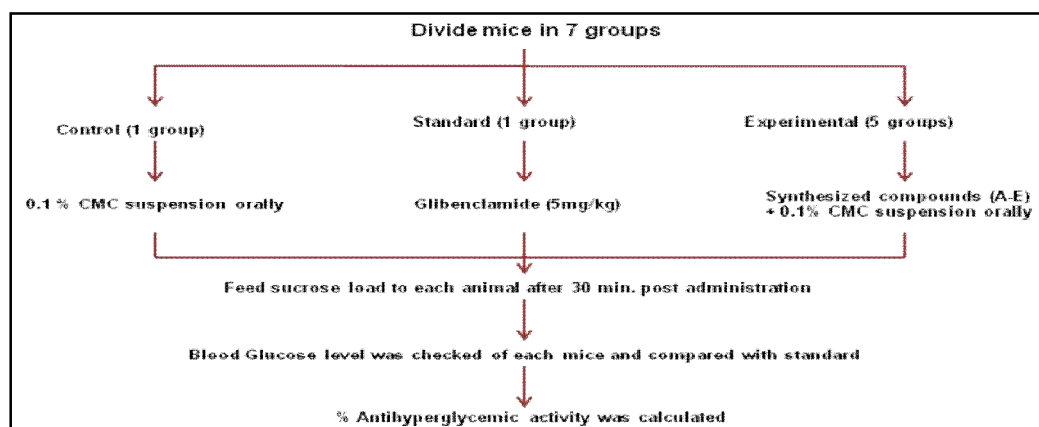 Divide mice in 7 groups
Control (1 group)
Standard (1 group)
Experimental (5 groups)
0.1 % CMC suspension orally
Glibenclamide (5mg/kg)
Synthesized compounds (A-E)
+ 0.1% CMC suspension orally
Feed sucrose load to each animal after 30 min. post administration
Blood Glucose level was checked of each mice and compared with standard
% Antihyperglycemic activity was calculated